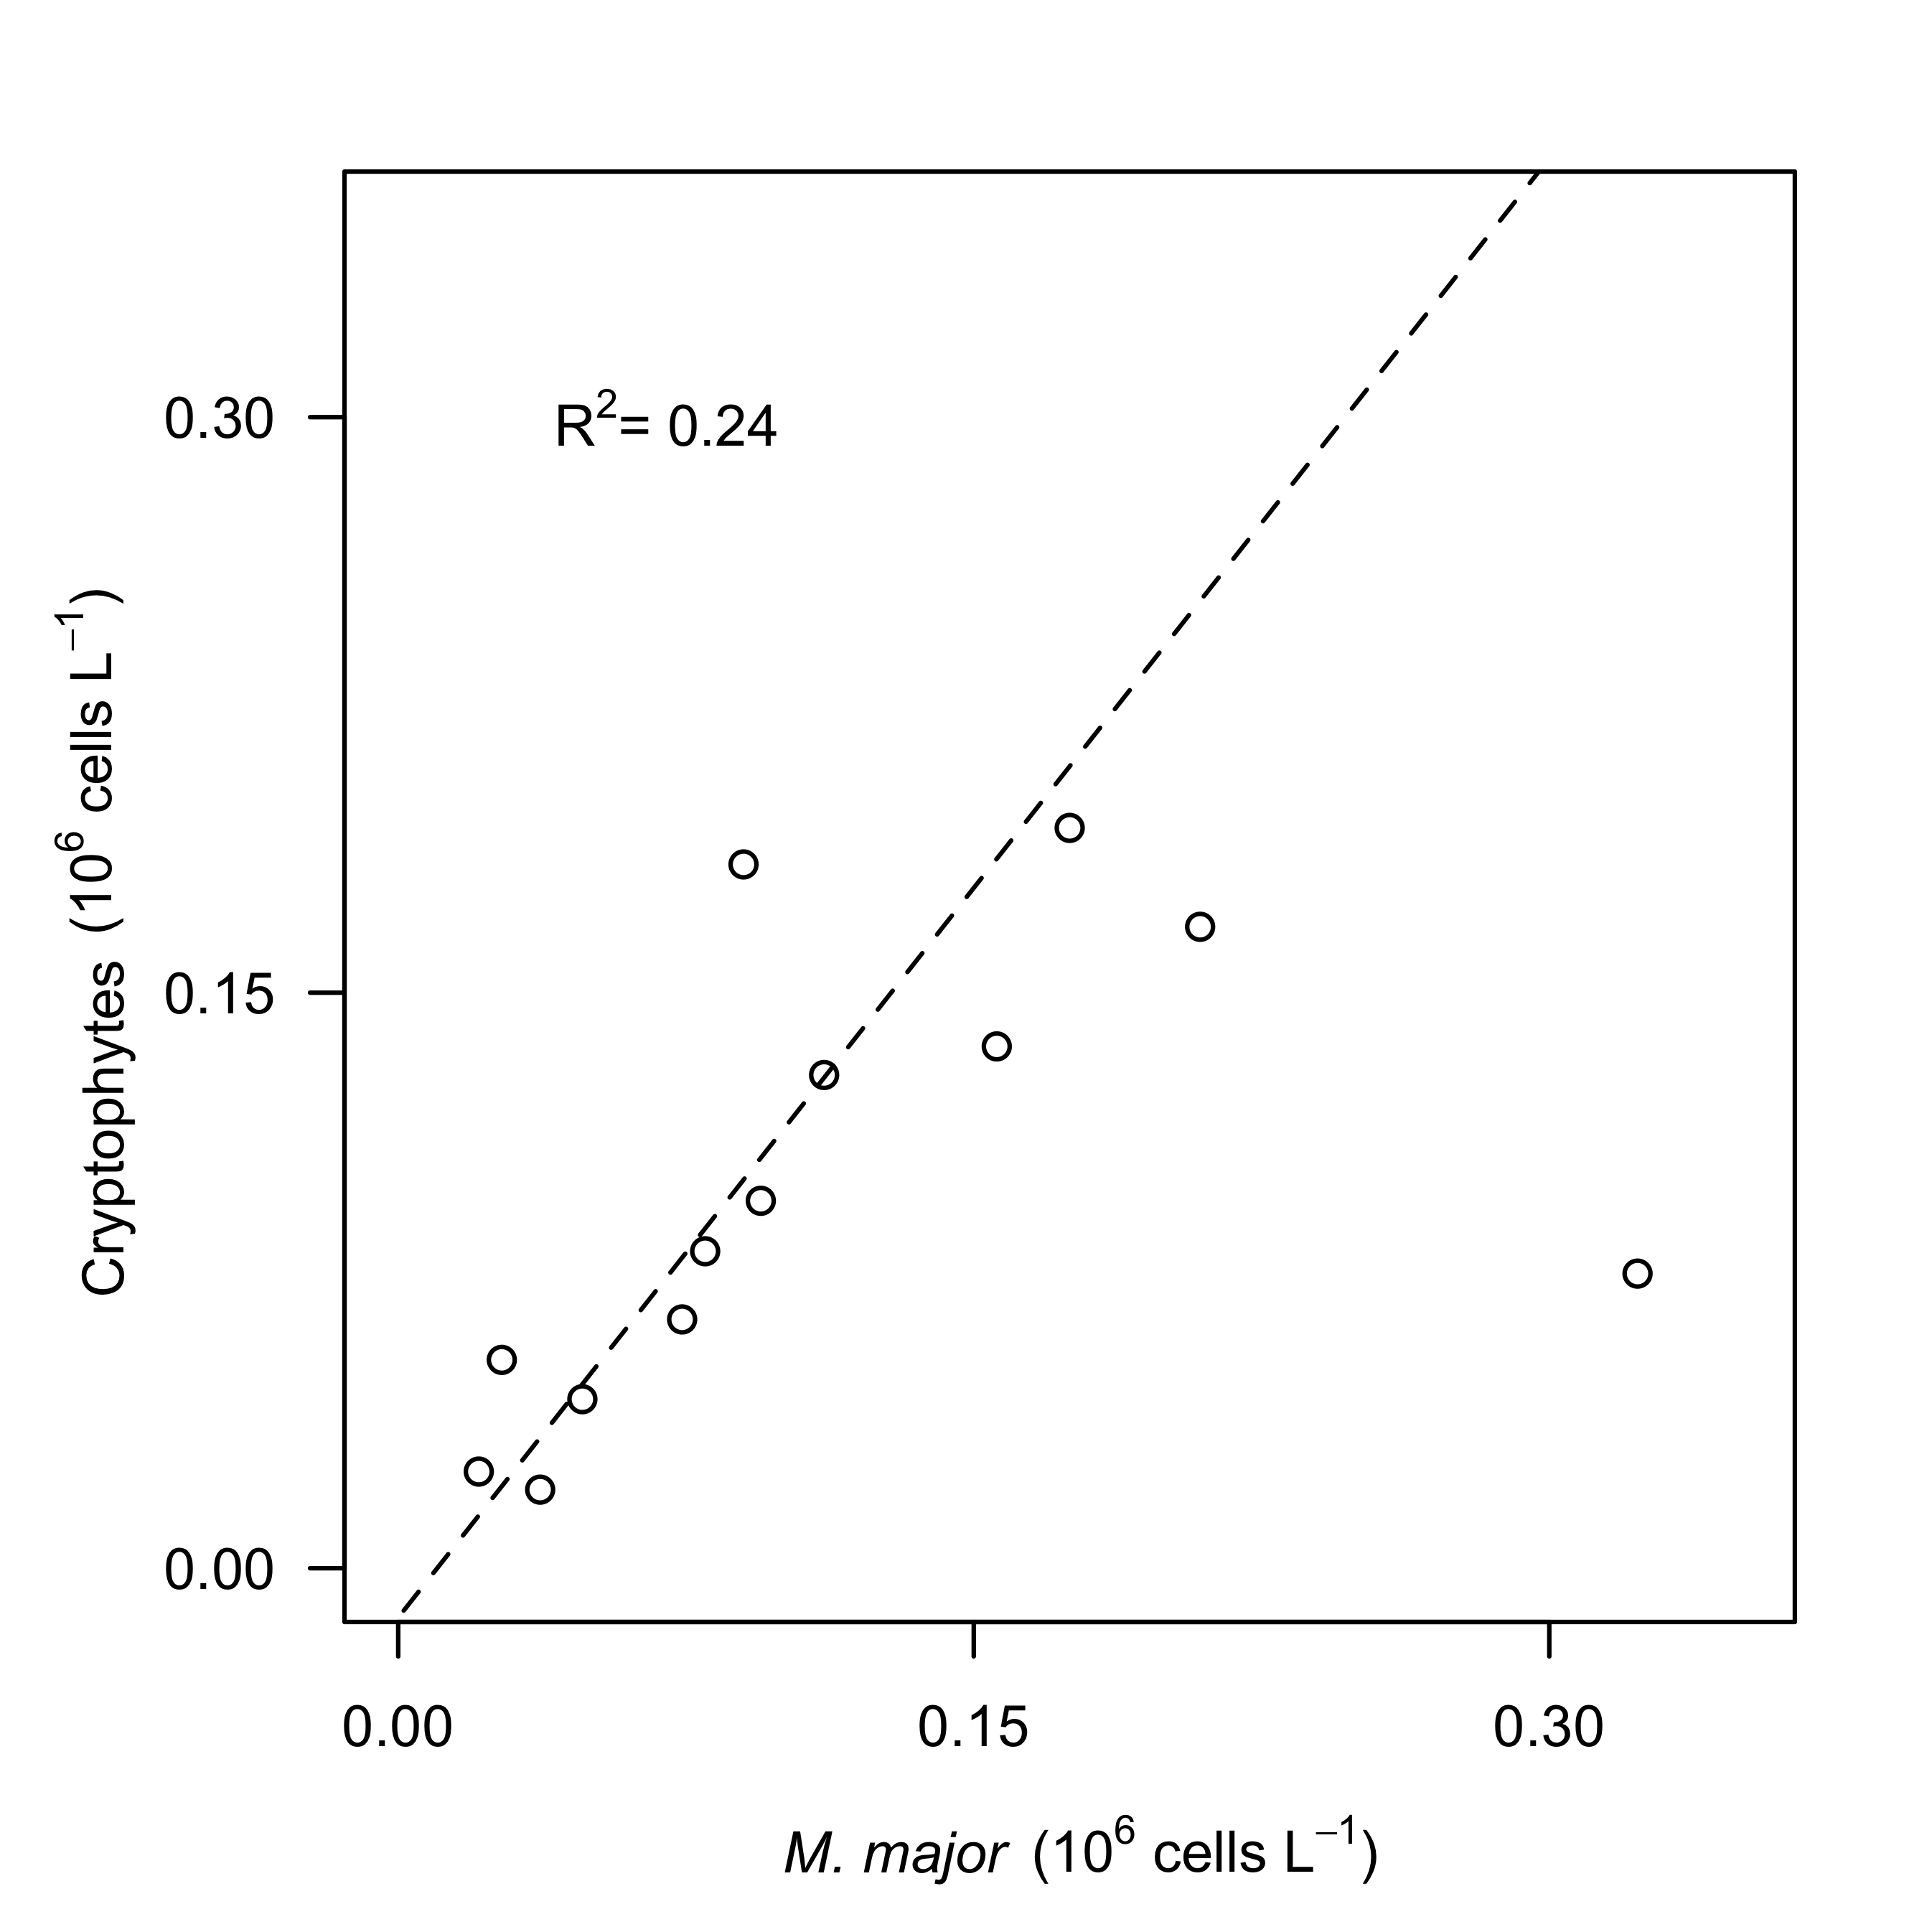 R²= 0.24
0.30
0.15
0.00
Cryptophytes (10⁶ cells L⁻¹)
0.00 0.15 0.30
M. major (10⁶ cells L⁻¹)